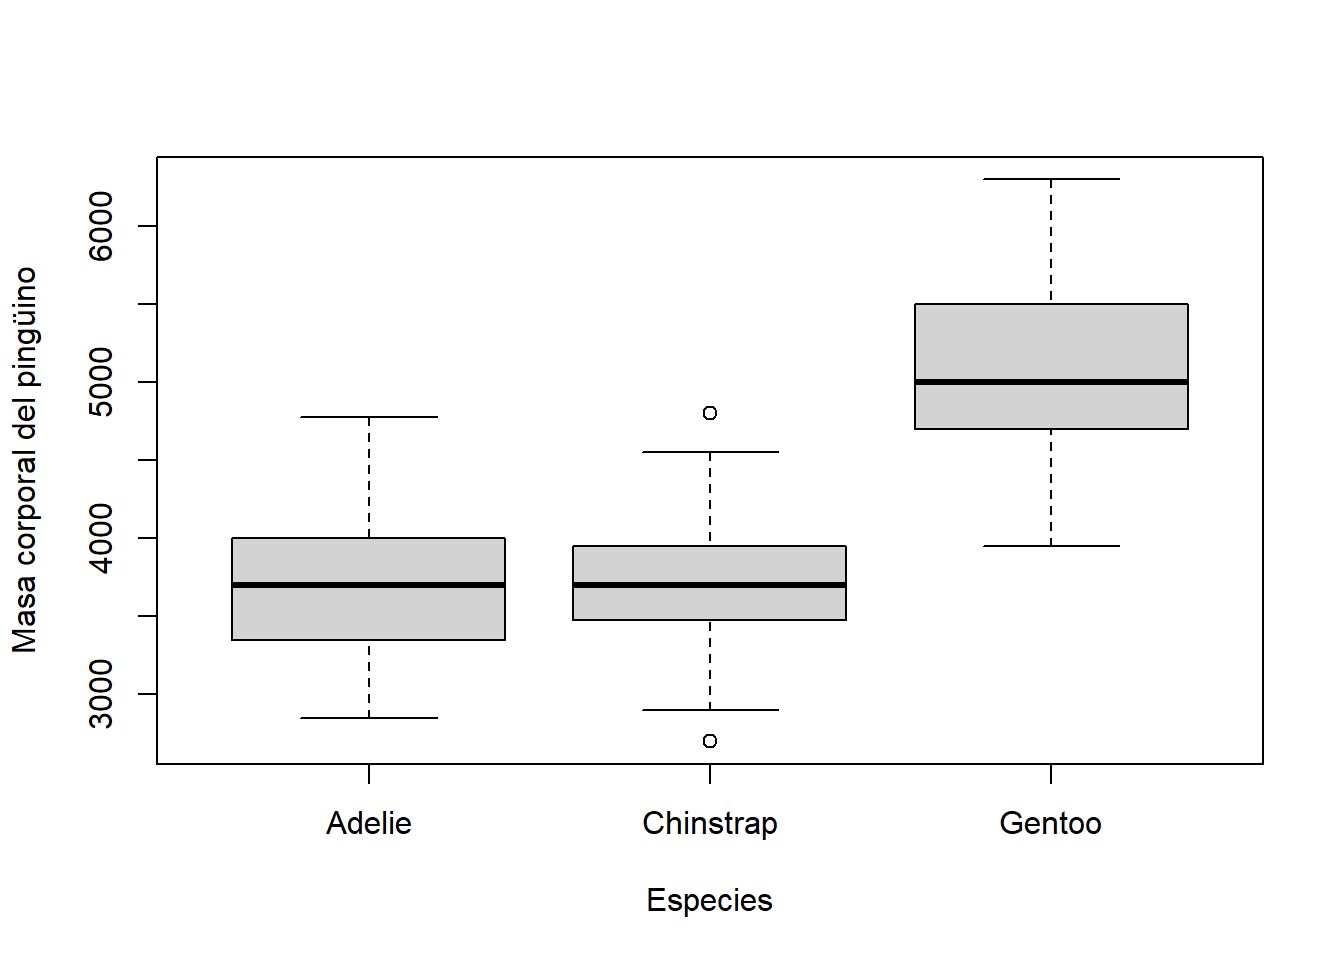 Masa corporal del pingüino
6000
5000
4000
3000
Adelie
Chinstrap
Gentoo
Especies